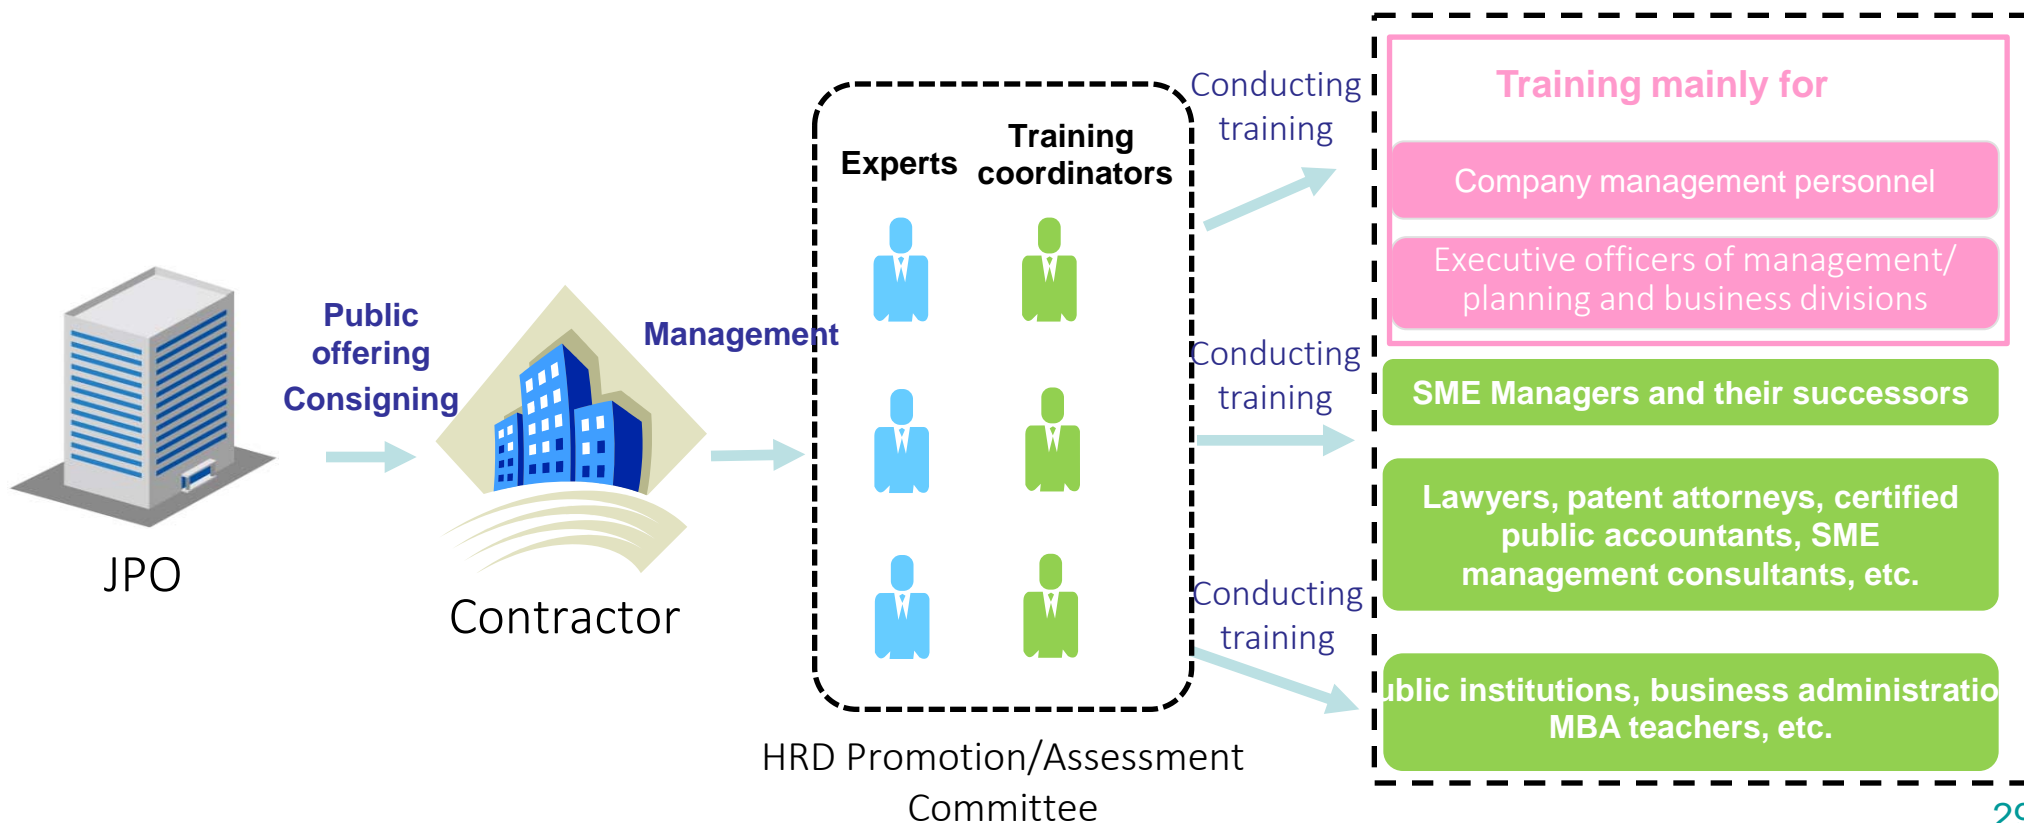 JPO
Public
offering
Consigning
Contractor
Management
Experts
Training
coordinators
HRD Promotion/Assessment
Committee
Conducting
training
Conducting
training
Conducting
training
Training mainly for
Company management personnel
Executive officers of management/
planning and business divisions
SME Managers and their successors
Lawyers, patent attorneys, certified
public accountants, SME
management consultants, etc.
ublic institutions, business administratio
MBA teachers, etc.
29